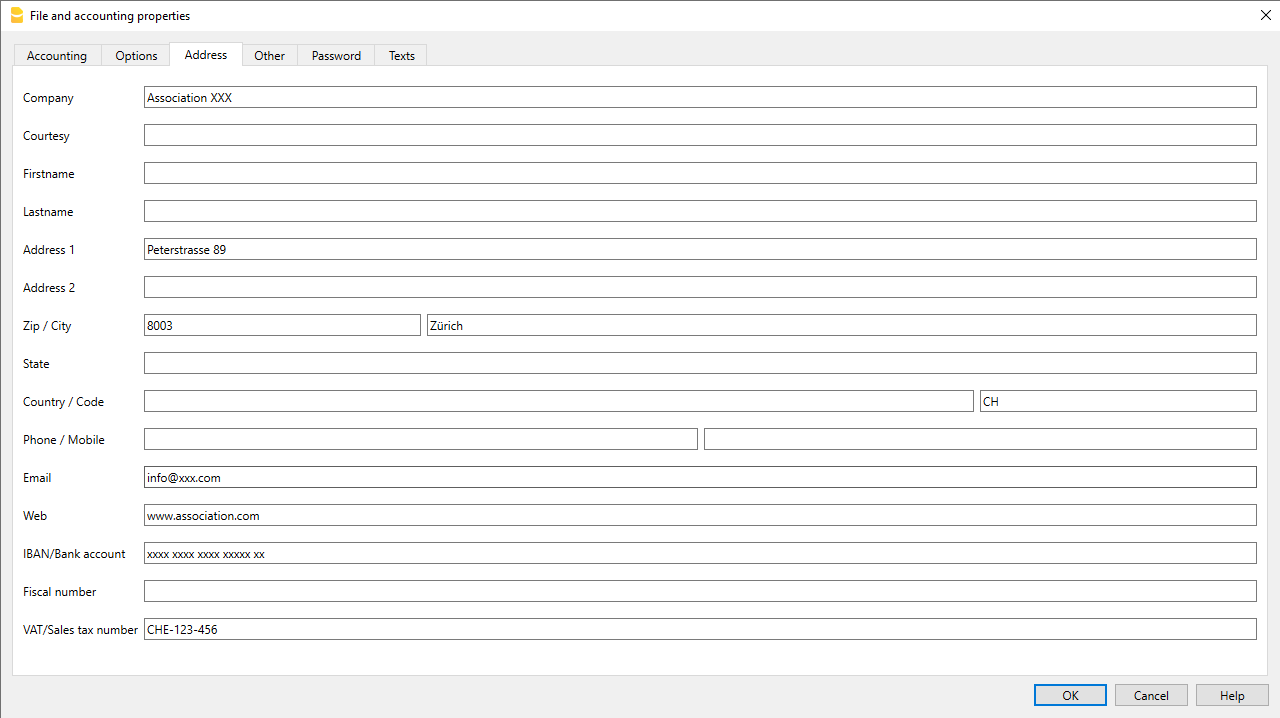 File and accounting properties
Accounting Options Address Other Password Texts
Company Association XXX
Courtesy
Firstname
Lastname
Address 1 Peterstrasse 89
Address 2
Zip / City 8003 Zürich
State
Country / Code CH
Phone / Mobile
Email info@xxx.com
Web www.association.com
IBAN/Bank account xxxx xxxx xxxx xxxxx xx
Fiscal number
VAT/Sales tax number CHE-123-456
OK Cancel Help